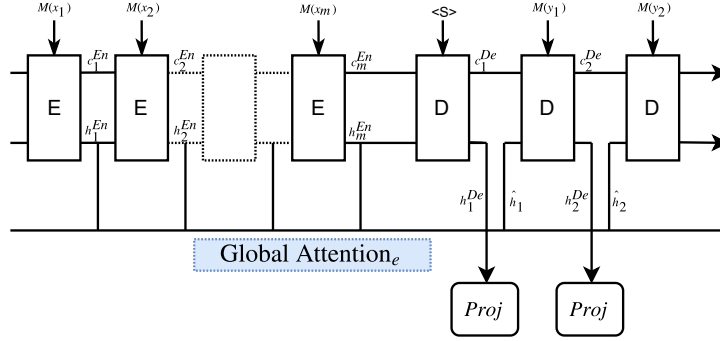 M(x₁) M(x₂) M(xₘ) <S> M(y₁) M(y₂)
c₁ᴱⁿ c₂ᴱⁿ cₘᴱⁿ c₁ᴰᵉ c₂ᴰᵉ
E E E D D D
h₁ᴱⁿ h₂ᴱⁿ hₘᴱⁿ
h₁ᴰᵉ ĥ₁ h₂ᴰᵉ ĥ₂
Global Attentionₑ
Proj Proj